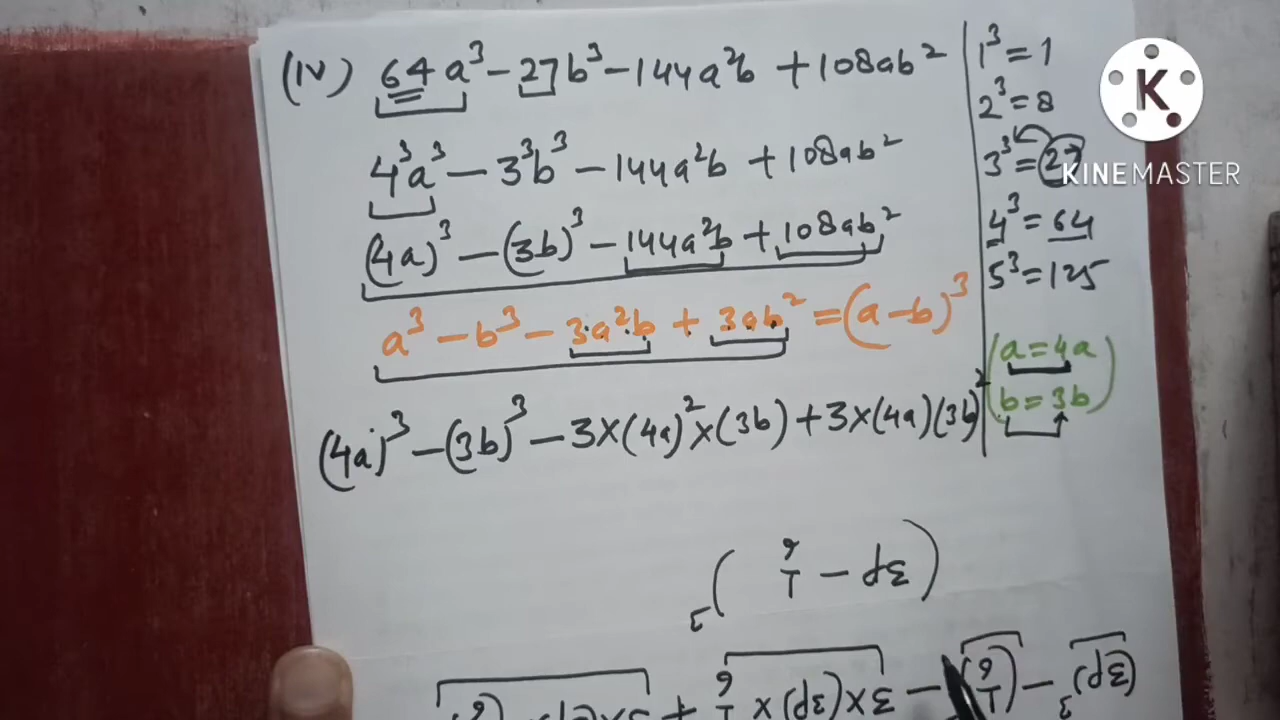 (IV) 64a³ - 27b³ - 144a²b + 108ab²
4³a³ - 3³b³ - 144a²b + 108ab²
(4a)³ - (3b)³ - 144a²b + 108ab²
a³ - b³ - 3a²b + 3ab² = (a-b)³
(4a)³ - (3b)³ - 3×(4a)²×(3b) + 3×(4a)(3b)²
1³ = 1
2³ = 8
3³ = 27
4³ = 64
5³ = 125
(a = 4a
b = 3b)
K
KINEMASTER